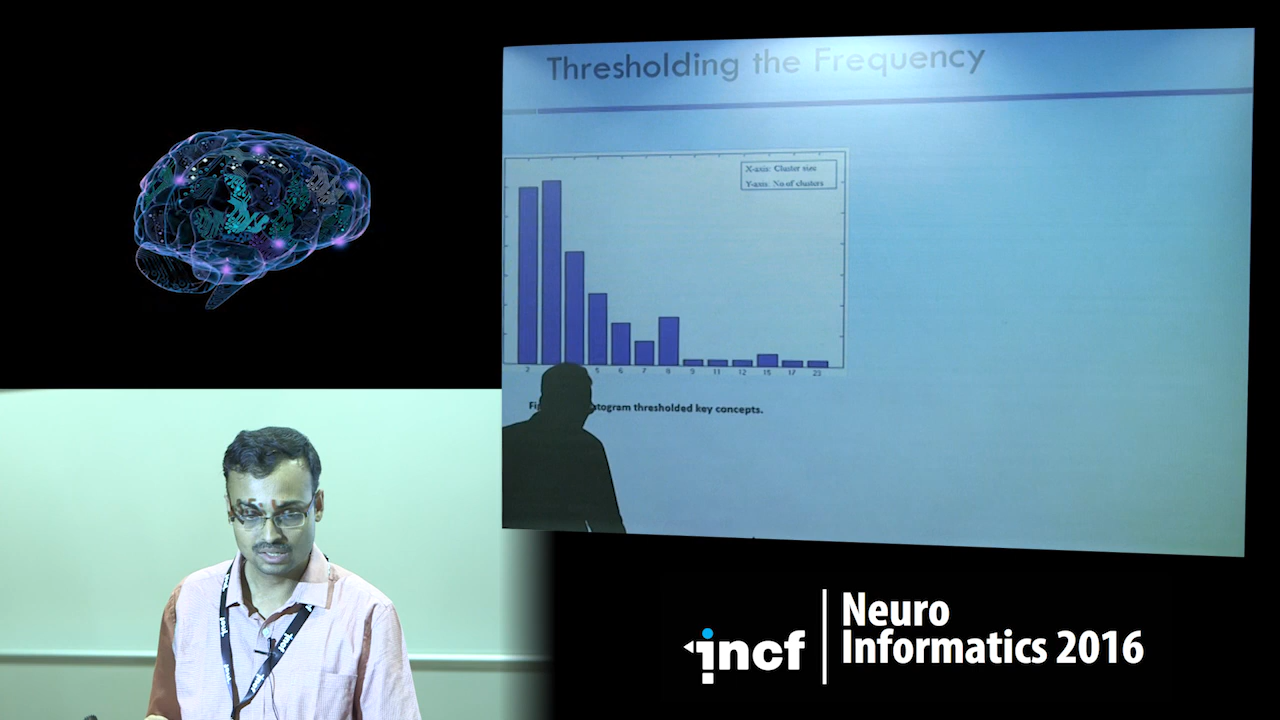 Thresholding the Frequency
X-axis: Cluster size
Y-axis: No of clusters
2 5 6 7 8 9 11 12 15 17 23
togram thresholded key concepts.
incf
Neuro
Informatics 2016